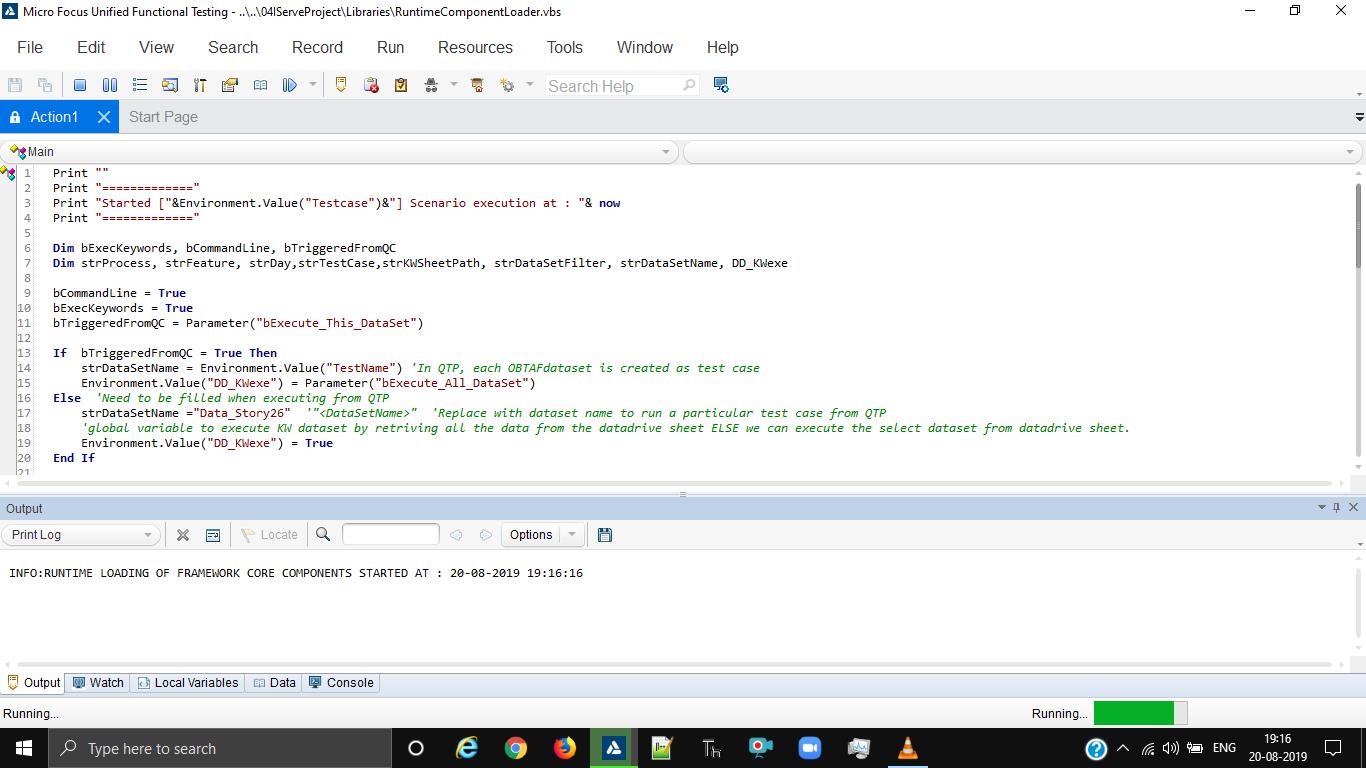 Micro Focus Unified Functional Testing - ..\..\04IServeProject\Libraries\RuntimeComponentLoader.vbs
File Edit View Search Record Run Resources Tools Window Help
Search Help
Action1 Start Page
Main
1 Print ""
2 Print "============="
3 Print "Started ["&Environment.Value("Testcase")&"] Scenario execution at : "& now
4 Print "============="
5
6 Dim bExecKeywords, bCommandLine, bTriggeredFromQC
7 Dim strProcess, strFeature, strDay,strTestCase,strKWSheetPath, strDataSetFilter, strDataSetName, DD_KWexe
8
9 bCommandLine = True
10 bExecKeywords = True
11 bTriggeredFromQC = Parameter("bExecute_This_DataSet")
12
13 If  bTriggeredFromQC = True Then
14     strDataSetName = Environment.Value("TestName") 'In QTP, each OBTAFdataset is created as test case
15     Environment.Value("DD_KWexe") = Parameter("bExecute_All_DataSet")
16 Else  'Need to be filled when executing from QTP
17     strDataSetName ="Data_Story26"  '"<DataSetName>"  'Replace with dataset name to run a particular test case from QTP
18     'global variable to execute KW dataset by retriving all the data from the datadrive sheet ELSE we can execute the select dataset from datadrive sheet.
19     Environment.Value("DD_KWexe") = True
20 End If
21
Output
Print Log Locate Options
INFO:RUNTIME LOADING OF FRAMEWORK CORE COMPONENTS STARTED AT : 20-08-2019 19:16:16
Output Watch Local Variables Data Console
Running... Running...
Type here to search ENG 19:16
20-08-2019